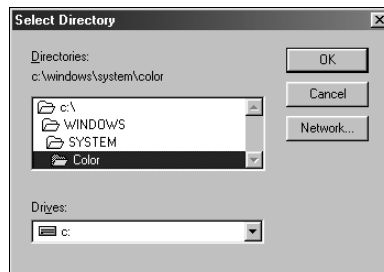 Select Directory
Directories:
c:\windows\system\color
c:\
WINDOWS
SYSTEM
Color
Drives:
c:
OK
Cancel
Network...